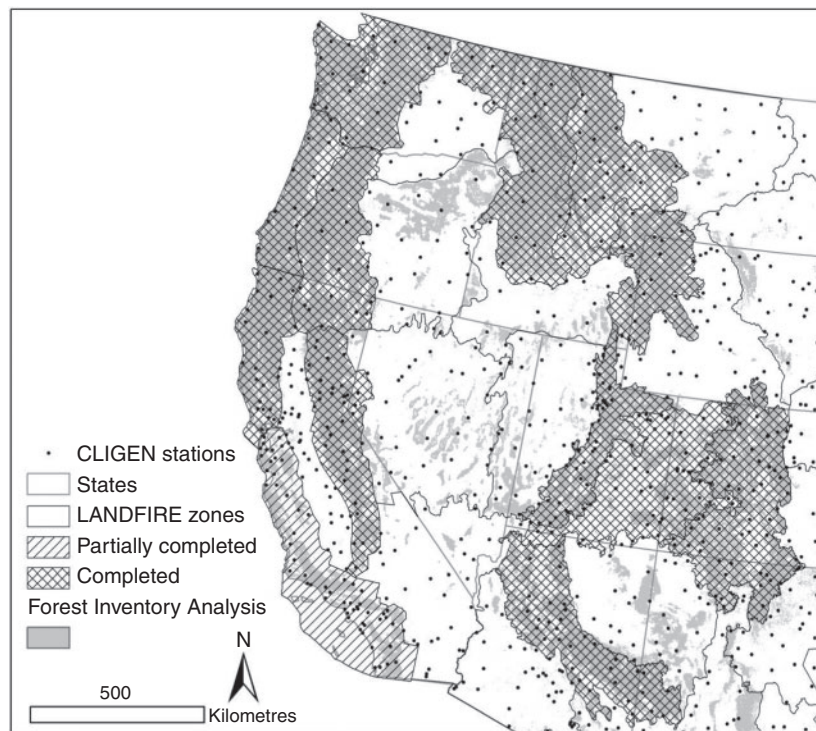 CLIGEN stations
States
LANDFIRE zones
Partially completed
Completed
Forest Inventory Analysis
N
500
Kilometres